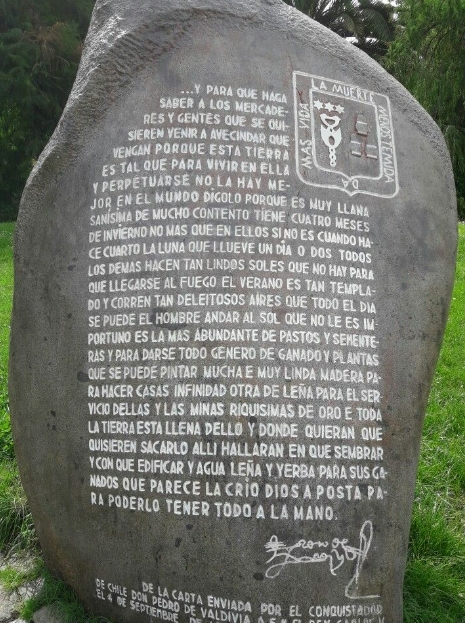 LA MUERTE
MENOS TEMIDA
DA
MAS VIDA
...Y PARA QUE HAGA
SABER A LOS MERCADE-
RES Y GENTES QUE SE QUI-
SIEREN VENIR A AVECINDAR QUE
VENGAN PORQUE ESTA TIERRA
ES TAL QUE PARA VIVIR EN ELLA
Y PERPETUARSE NO LA HAY ME-
JOR EN EL MUNDO DIGOLO PORQUE ES MUY LLANA
SANISIMA DE MUCHO CONTENTO TIENE CUATRO MESES
DE INVIERNO NO MAS QUE EN ELLOS SI NO ES CUANDO HA-
CE CUARTO LA LUNA QUE LLUEVE UN DIA O DOS TODOS
LOS DEMAS HACEN TAN LINDOS SOLES QUE NO HAY PARA
QUE LLEGARSE AL FUEGO EL VERANO ES TAN TEMPLA-
DO Y CORREN TAN DELEITOSOS AIRES QUE TODO EL DIA
SE PUEDE EL HOMBRE ANDAR AL SOL QUE NO LE ES IM-
PORTUNO ES LA MAS ABUNDANTE DE PASTOS Y SEMENTE-
RAS Y PARA DARSE TODO GENERO DE GANADO Y PLANTAS
QUE SE PUEDE PINTAR MUCHA E MUY LINDA MADERA PA-
RA HACER CASAS INFINIDAD OTRA DE LEÑA PARA EL SER-
VICIO DELLAS Y LAS MINAS RIQUISIMAS DE ORO E TODA
LA TIERRA ESTA LLENA DELLO Y DONDE QUIERAN QUE
QUISIEREN SACARLO ALLI HALLARAN EN QUE SEMBRAR
Y CON QUE EDIFICAR Y AGUA LEÑA Y YERBA PARA SUS GA-
NADOS QUE PARECE LA CRIO DIOS A POSTA PA-
RA PODERLO TENER TODO A LA MANO.
DE LA CARTA ENVIADA POR EL CONQUISTADOR
DE CHILE DON PEDRO DE VALDIVIA A S.M. EL REY CARLOS V
EL 4 DE SEPTIEMBRE